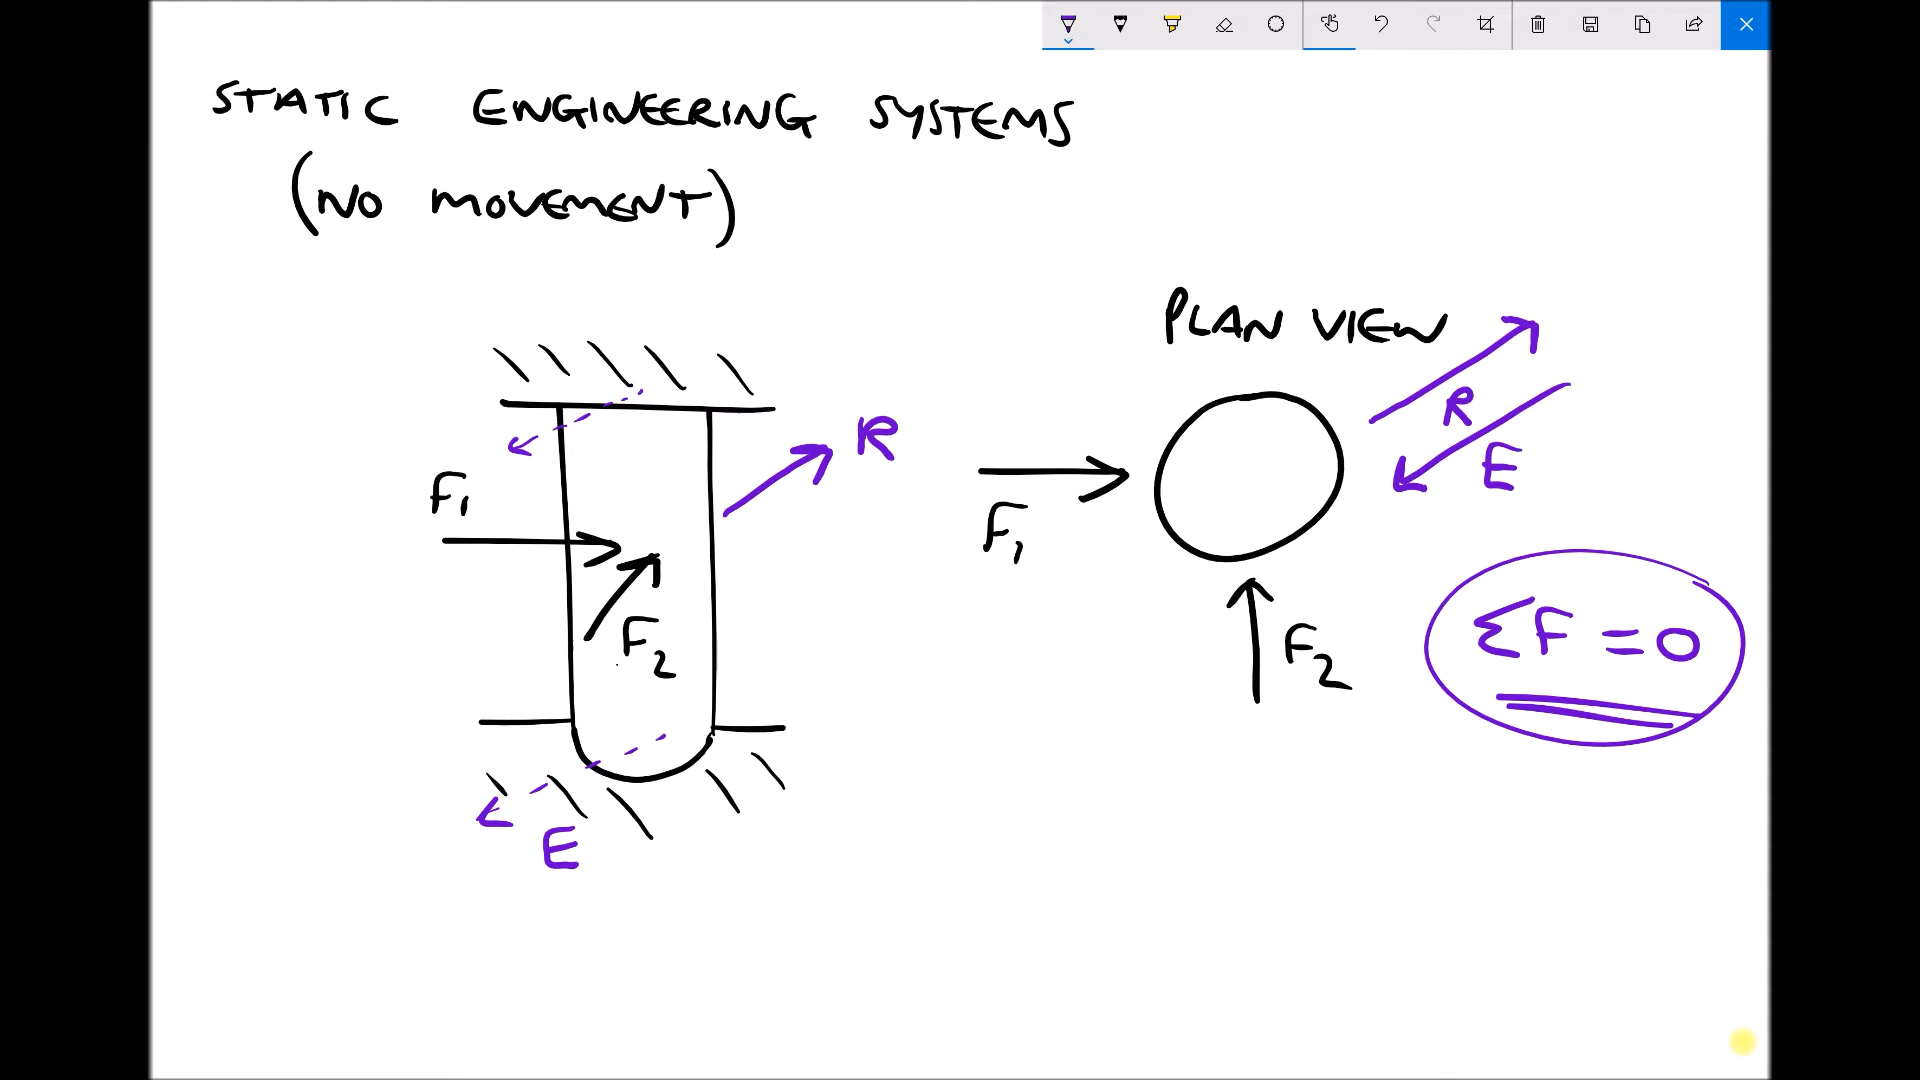 STATIC ENGINEERING SYSTEMS
(NO MOVEMENT)
PLAN VIEW
R
E
R
F₁
F₁
F₂
F₂
ΣF = 0
E